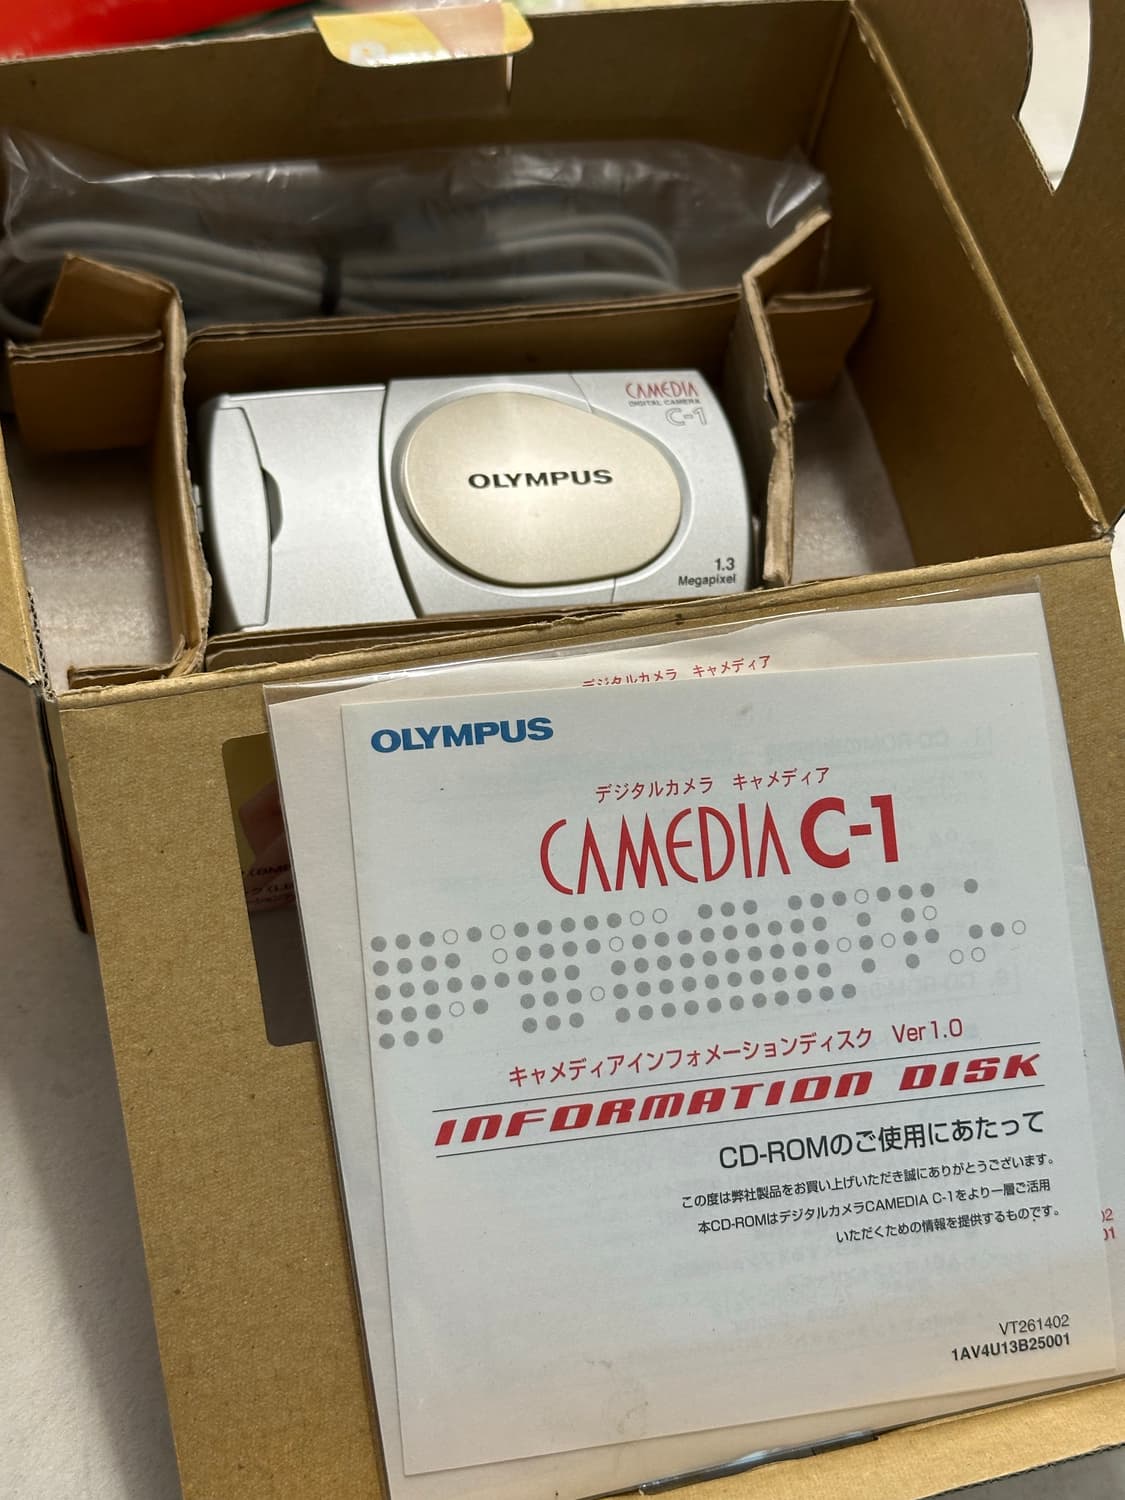 CAMEDIA
DIGITAL CAMERA
C-1
OLYMPUS
1.3
Megapixel
デジタルカメラ キャメディア
OLYMPUS
デジタルカメラ キャメディア
CAMEDIA C-1
キャメディアインフォメーションディスク Ver1.0
INFORMATION DISK
CD-ROMのご使用にあたって
この度は弊社製品をお買い上げいただき誠にありがとうございます。
本CD-ROMはデジタルカメラCAMEDIA C-1をより一層ご活用
いただくための情報を提供するものです。
VT261402
1AV4U13B25001